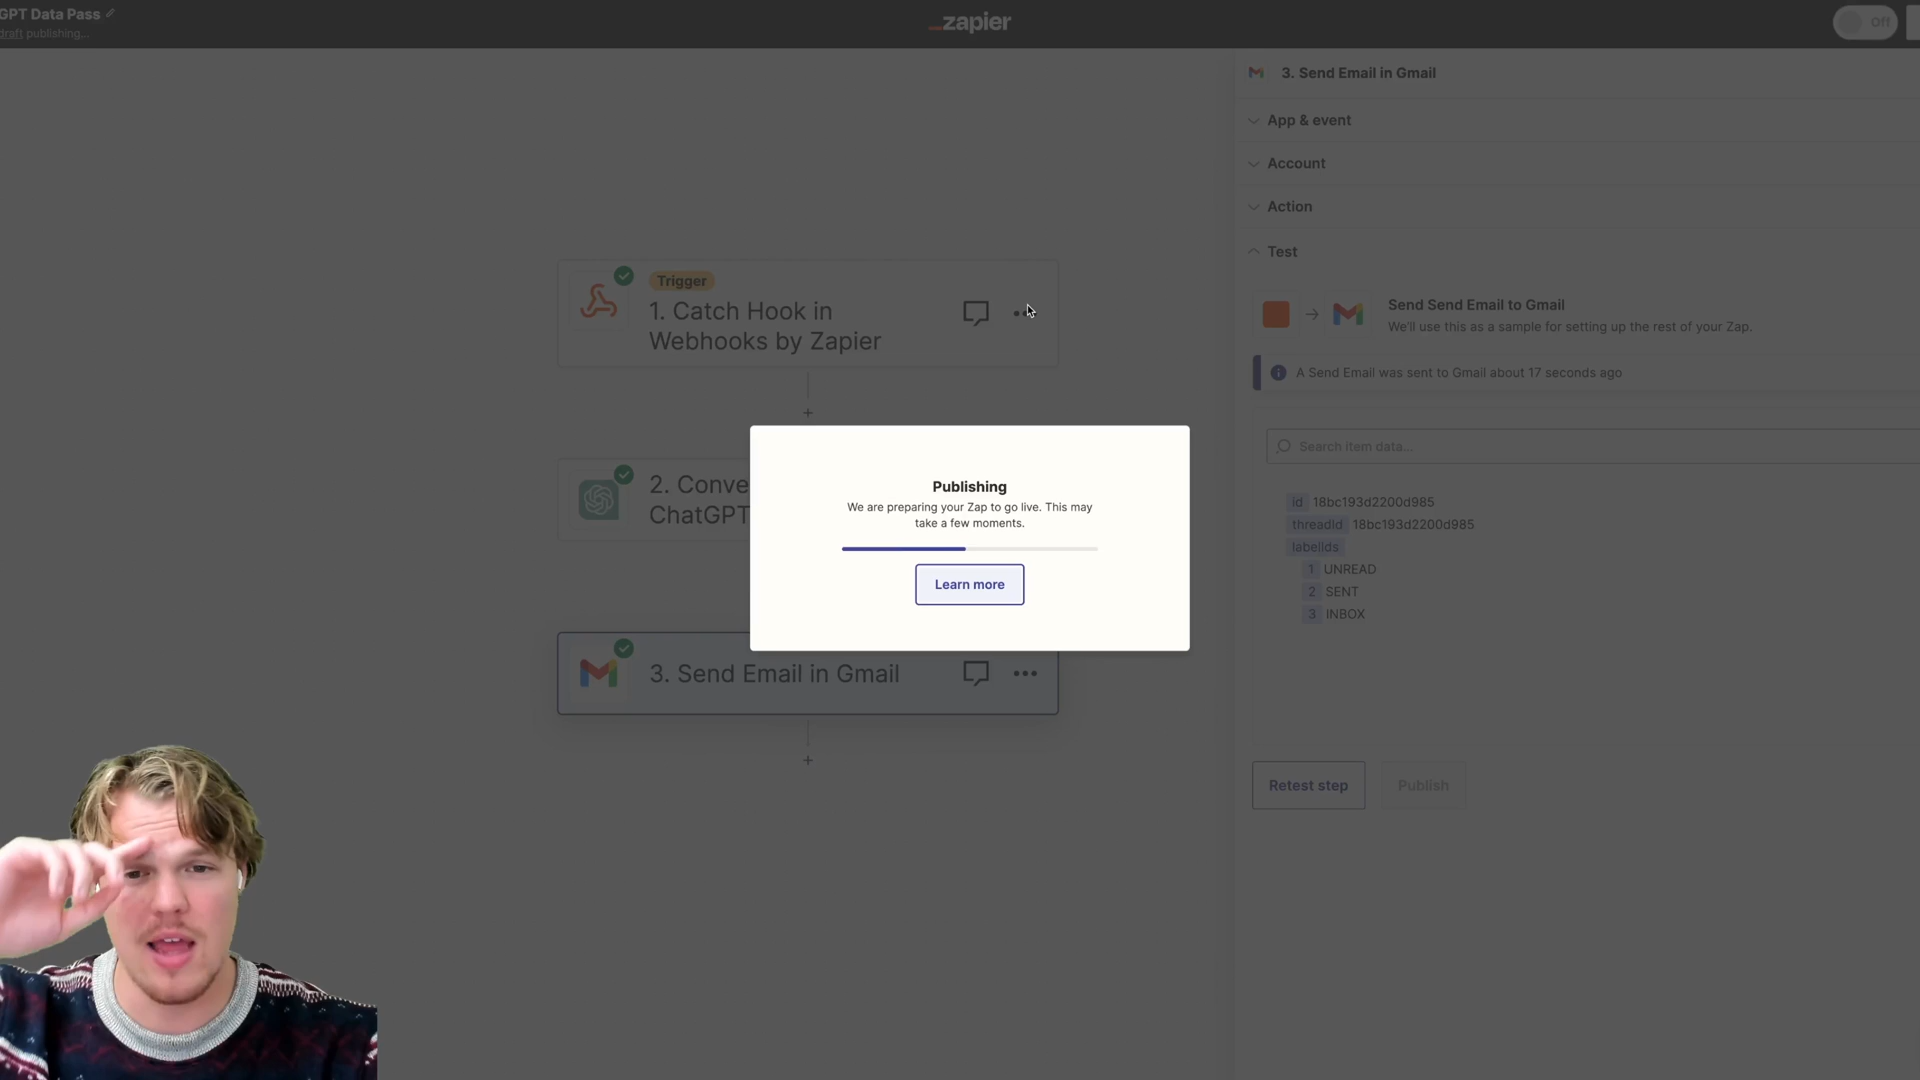 GPT Data Pass
draft publishing...
zapier
Off
3. Send Email in Gmail
App & event
Account
Action
Test
Send Send Email to Gmail
We'll use this as a sample for setting up the rest of your Zap.
A Send Email was sent to Gmail about 17 seconds ago
Search item data...
id 18bc193d2200d985
threadId 18bc193d2200d985
labelIds
1 UNREAD
2 SENT
3 INBOX
Retest step
Publish
Trigger
1. Catch Hook in
Webhooks by Zapier
2. Conve
ChatGPT
3. Send Email in Gmail
Publishing
We are preparing your Zap to go live. This may
take a few moments.
Learn more